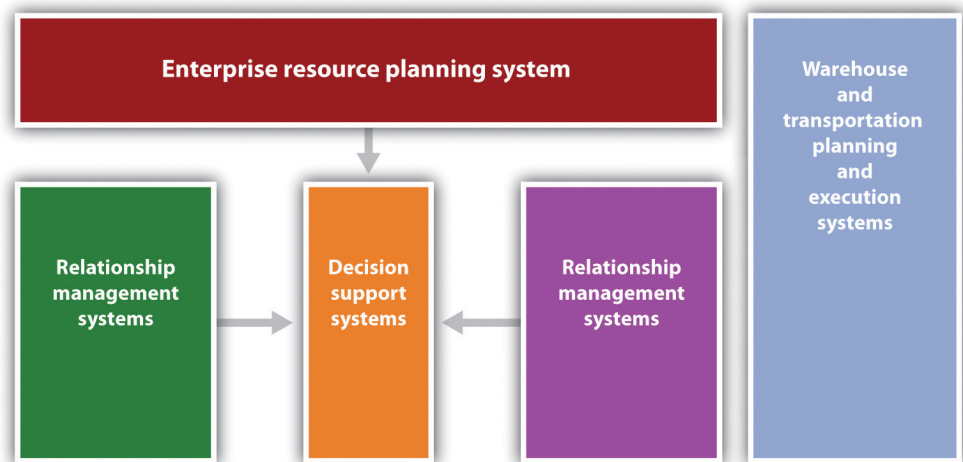 Enterprise resource planning system
Warehouse
and
transportation
planning
and
execution
systems
Relationship
management
systems
Decision
support
systems
Relationship
management
systems